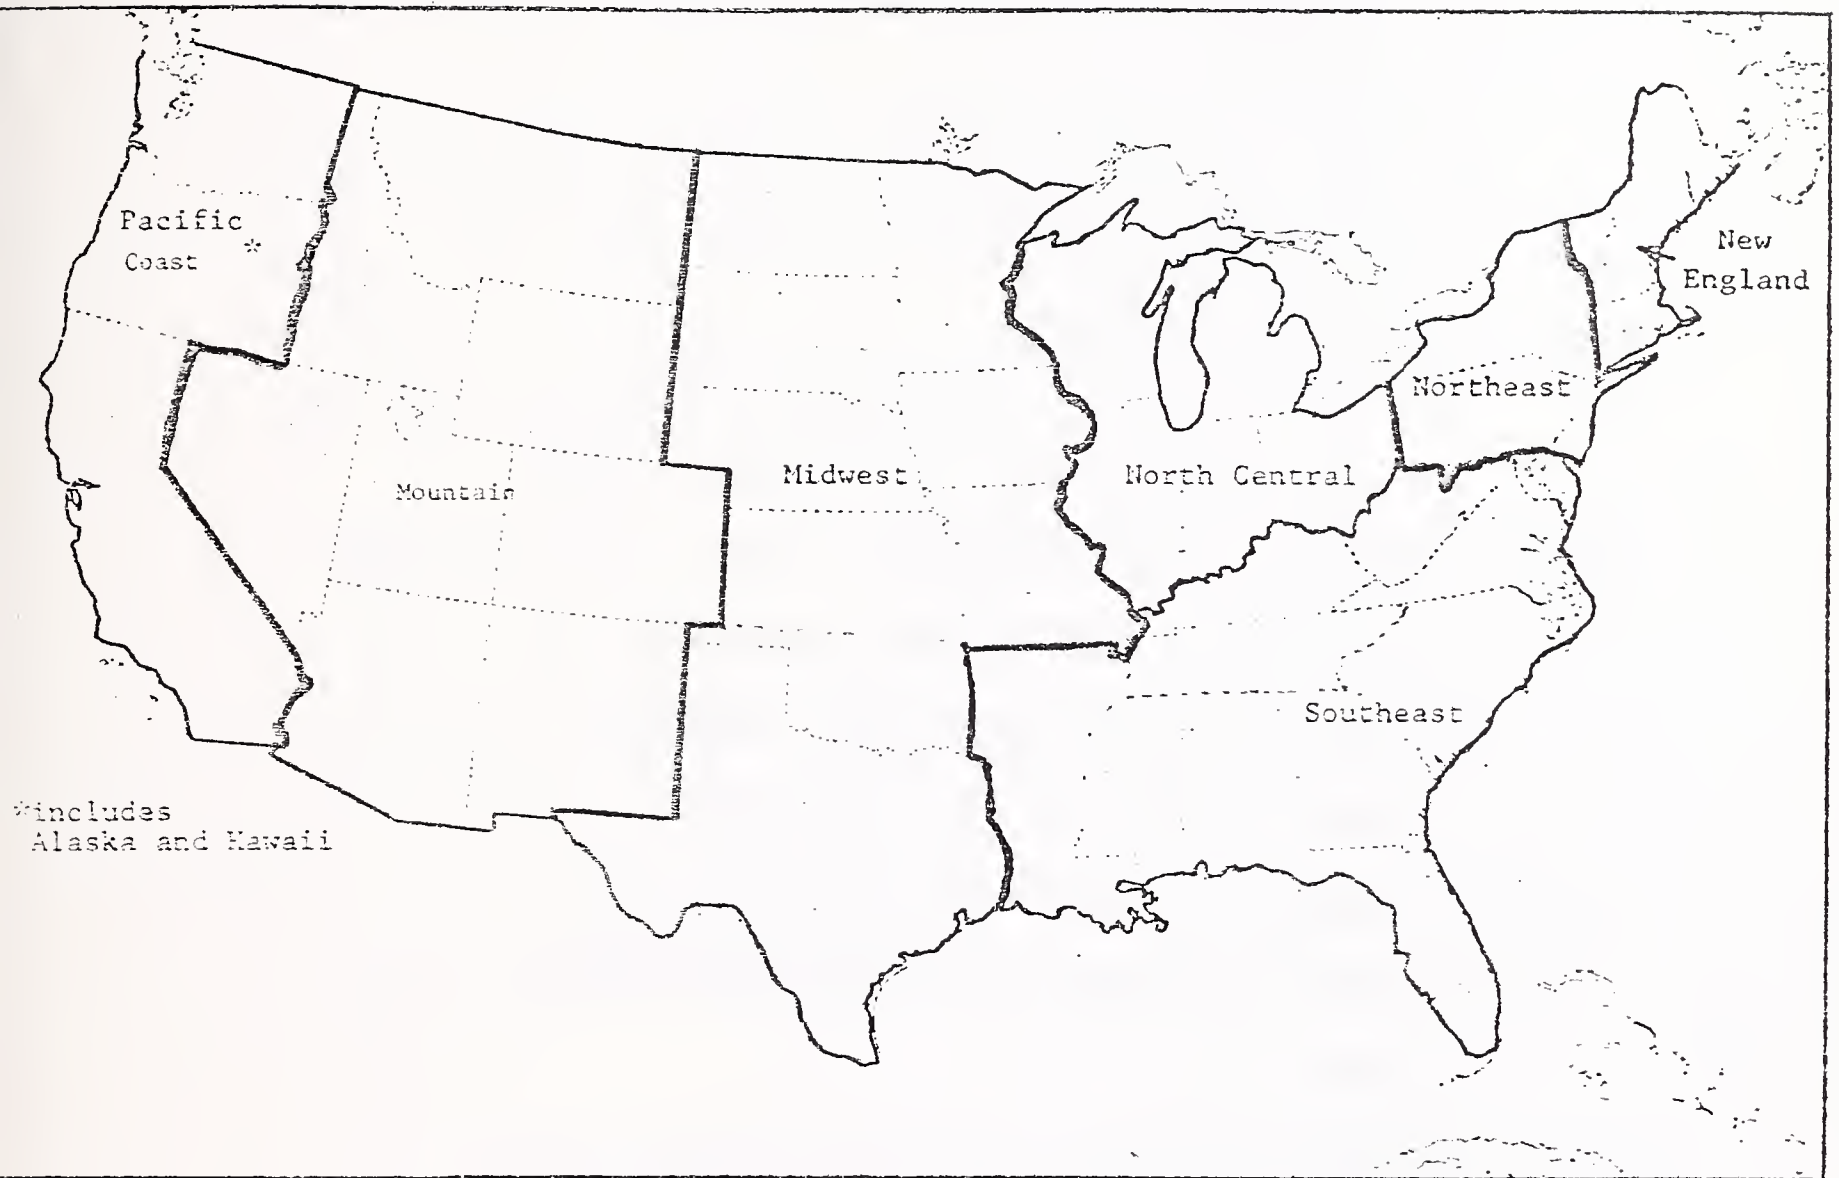 Pacific
Coast *
Mountain
Midwest
North Central
Northeast
New
England
Southeast
*includes
Alaska and Hawaii